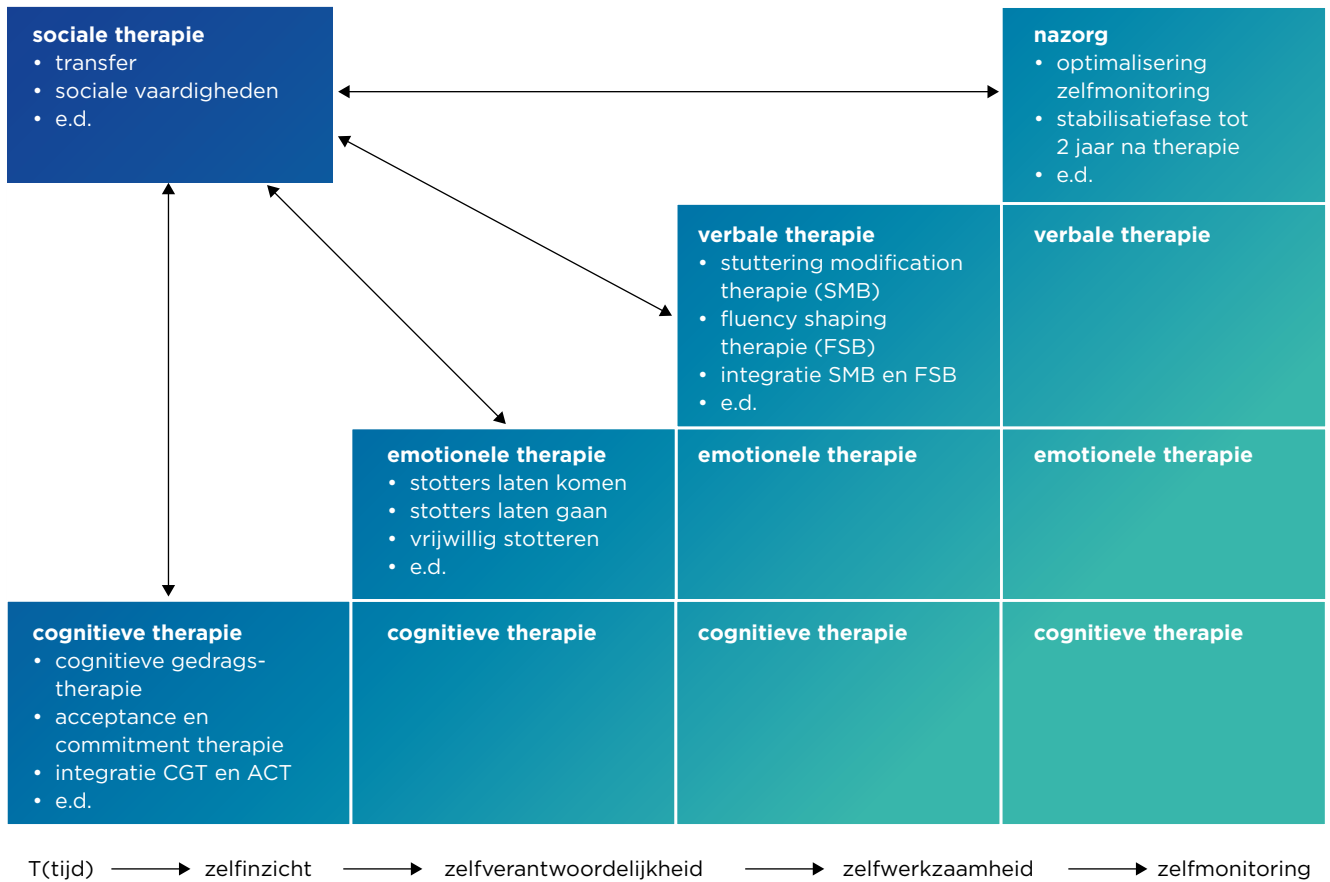 sociale therapie
• transfer
• sociale vaardigheden
• e.d.
nazorg
• optimalisering
zelfmonitoring
• stabilisatiefase tot
2 jaar na therapie
• e.d.
verbale therapie
• stuttering modification
therapie (SMB)
• fluency shaping
therapie (FSB)
• integratie SMB en FSB
• e.d.
verbale therapie
emotionele therapie
• stotters laten komen
• stotters laten gaan
• vrijwillig stotteren
• e.d.
emotionele therapie
emotionele therapie
cognitieve therapie
• cognitieve gedrags-
therapie
• acceptance en
commitment therapie
• integratie CGT en ACT
• e.d.
cognitieve therapie
cognitieve therapie
cognitieve therapie
T(tijd) zelfinzicht zelfverantwoordelijkheid zelfwerkzaamheid zelfmonitoring